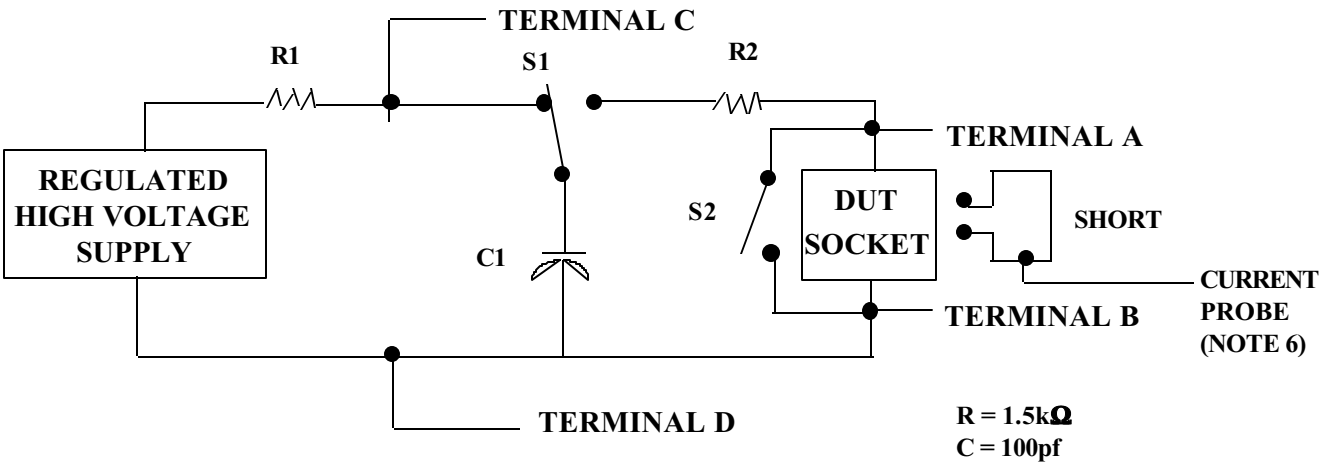 TERMINAL C
R1
S1
R2
TERMINAL A
REGULATED
HIGH VOLTAGE
SUPPLY
DUT
SOCKET
S2
SHORT
C1
CURRENT
PROBE
(NOTE 6)
TERMINAL B
TERMINAL D
R = 1.5kΩ
C = 100pf